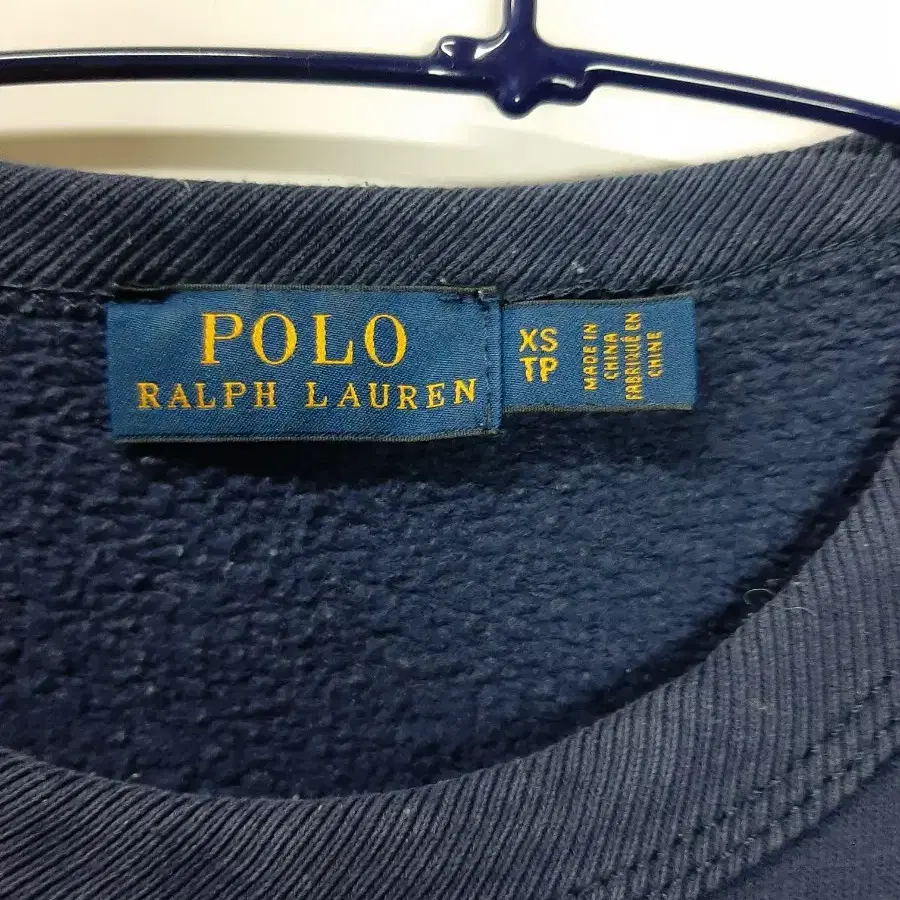 POLO
RALPH LAUREN
XS
TP
MADE IN
CHINA
FABRIQUÉ EN
CHINE